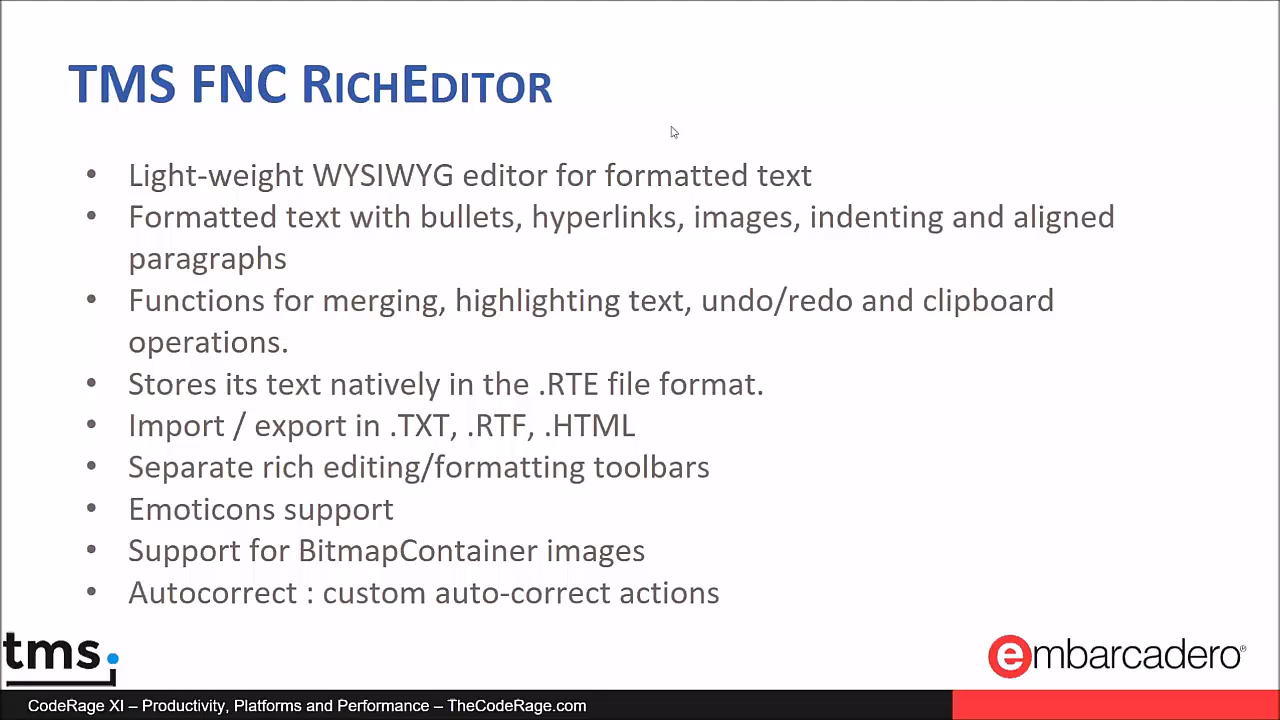 TMS FNC RICHEDITOR
• Light-weight WYSIWYG editor for formatted text
• Formatted text with bullets, hyperlinks, images, indenting and aligned
paragraphs
• Functions for merging, highlighting text, undo/redo and clipboard
operations.
• Stores its text natively in the .RTE file format.
• Import / export in .TXT, .RTF, .HTML
• Separate rich editing/formatting toolbars
• Emoticons support
• Support for BitmapContainer images
• Autocorrect : custom auto-correct actions
tms.
embarcadero®
CodeRage XI – Productivity, Platforms and Performance – TheCodeRage.com